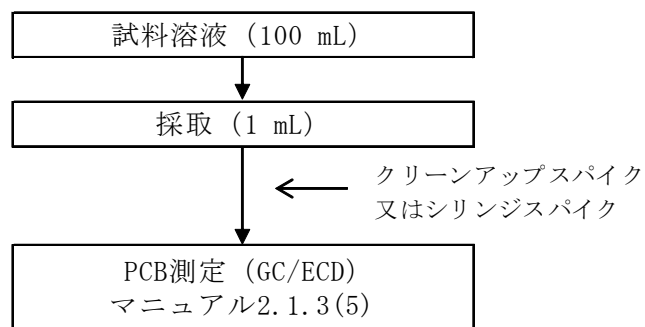 試料溶液 (100 mL)
採取 (1 mL)
クリーンアップスパイク
又はシリンジスパイク
PCB測定 (GC/ECD)
マニュアル2.1.3(5)